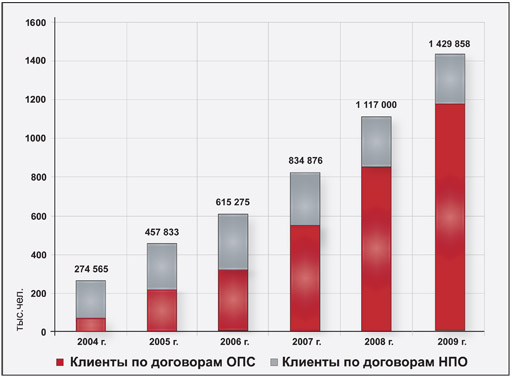 1600
1400
1200
1000
800
600
400
200
0
тыс.чел.
274 565
457 833
615 275
834 876
1 117 000
1 429 858
2004 г.
2005 г.
2006 г.
2007 г.
2008 г.
2009 г.
Клиенты по договорам ОПС
Клиенты по договорам НПО